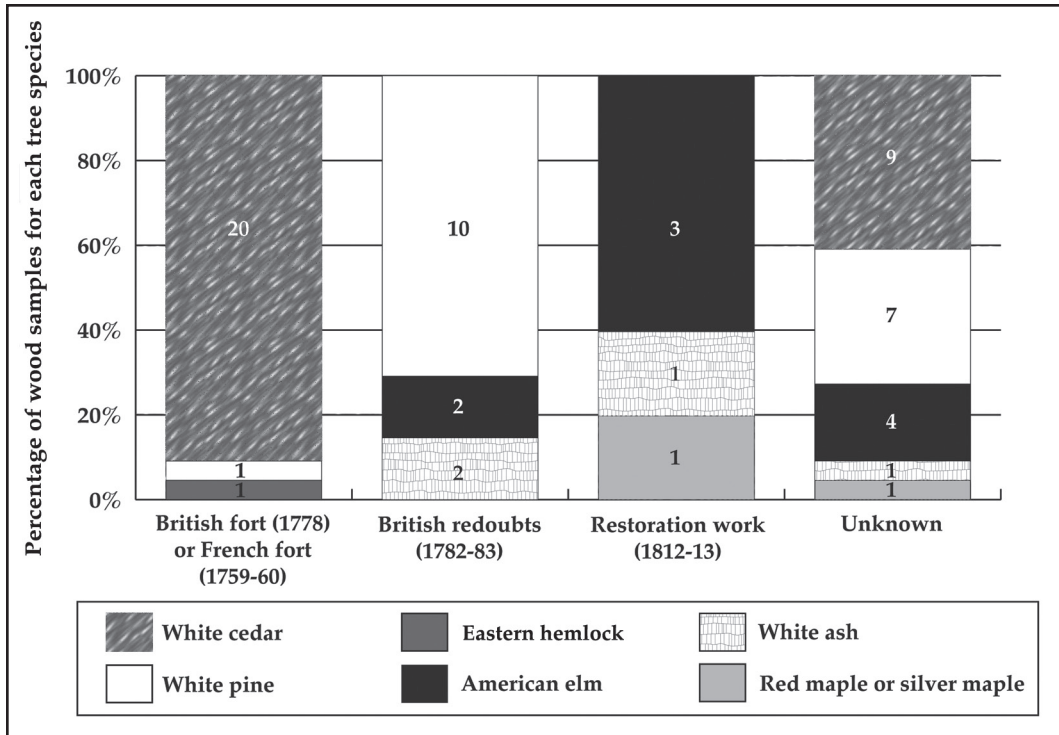 Percentage of wood samples for each tree species
100%
80%
60%
40%
20%
0%
20
1
1
10
2
2
3
1
1
9
7
4
1
1
British fort (1778)
or French fort
(1759-60)
British redoubts
(1782-83)
Restoration work
(1812-13)
Unknown
White cedar
Eastern hemlock
White ash
White pine
American elm
Red maple or silver maple